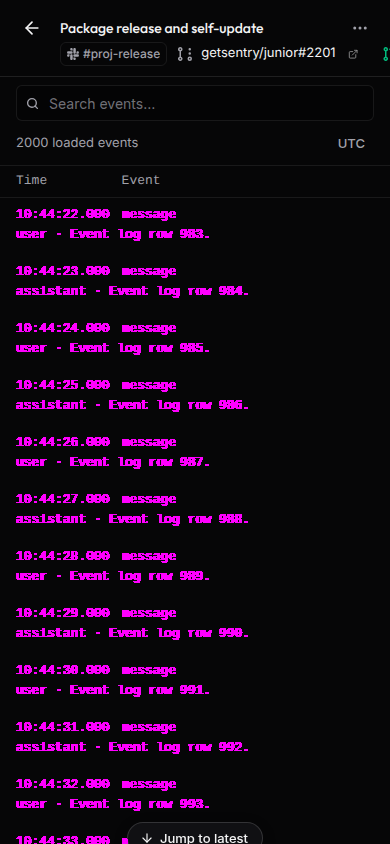 Package release and self-update
#proj-release getsentry/junior#2201
Search events...
2000 loaded events UTC
Time Event
10:44:22.000 message
user - Event log row 983.
10:44:23.000 message
assistant - Event log row 984.
10:44:24.000 message
user - Event log row 985.
10:44:25.000 message
assistant - Event log row 986.
10:44:26.000 message
user - Event log row 987.
10:44:27.000 message
assistant - Event log row 988.
10:44:28.000 message
user - Event log row 989.
10:44:29.000 message
assistant - Event log row 990.
10:44:30.000 message
user - Event log row 991.
10:44:31.000 message
assistant - Event log row 992.
10:44:32.000 message
user - Event log row 993.
10:44:33.000
Jump to latest